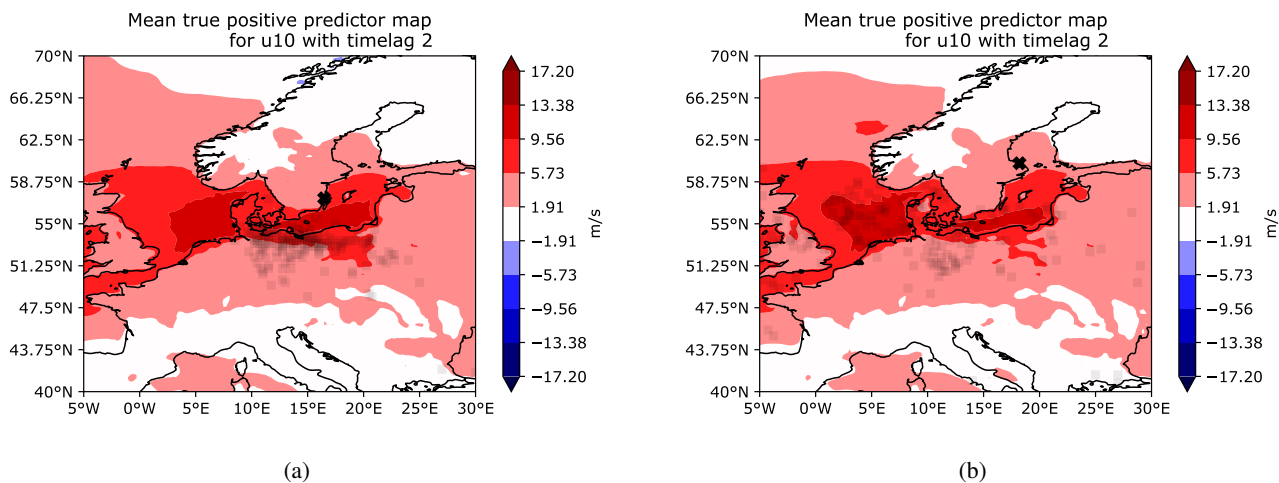 Mean true positive predictor map
for u10 with timelag 2
70°N
66.25°N
62.5°N
58.75°N
55°N
51.25°N
47.5°N
43.75°N
40°N
5°W
0°W
5°E
10°E
15°E
20°E
25°E
30°E
17.20
13.38
9.56
5.73
1.91
−1.91
−5.73
−9.56
−13.38
−17.20
m/s
(a)
Mean true positive predictor map
for u10 with timelag 2
70°N
66.25°N
62.5°N
58.75°N
55°N
51.25°N
47.5°N
43.75°N
40°N
5°W
0°W
5°E
10°E
15°E
20°E
25°E
30°E
17.20
13.38
9.56
5.73
1.91
−1.91
−5.73
−9.56
−13.38
−17.20
m/s
(b)